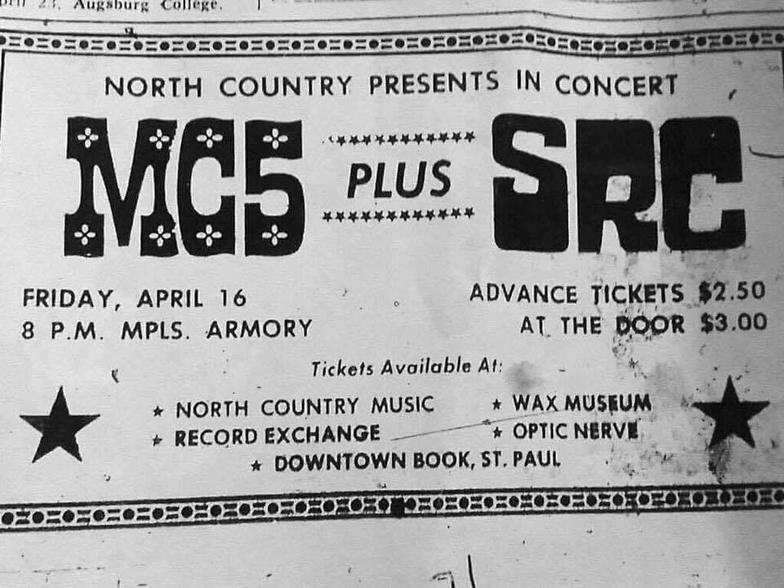 23, Augsburg College.
NORTH COUNTRY PRESENTS IN CONCERT
MC5 PLUS SRC
FRIDAY, APRIL 16
8 P.M. MPLS. ARMORY
ADVANCE TICKETS $2.50
AT THE DOOR $3.00
Tickets Available At:
★ NORTH COUNTRY MUSIC
★ WAX MUSEUM
★ RECORD EXCHANGE
★ OPTIC NERVE
★ DOWNTOWN BOOK, ST. PAUL